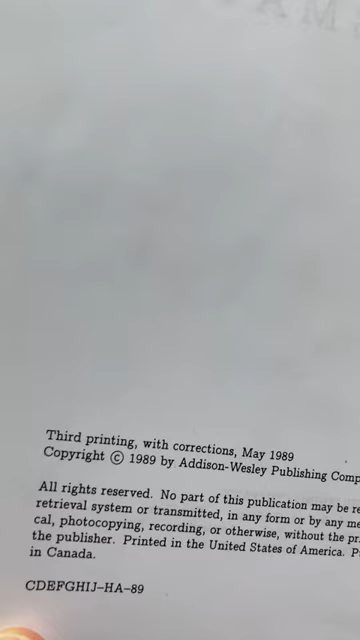 Third printing, with corrections, May 1989
Copyright © 1989 by Addison-Wesley Publishing Comp
All rights reserved. No part of this publication may be re
retrieval system or transmitted, in any form or by any me
cal, photocopying, recording, or otherwise, without the pr
the publisher. Printed in the United States of America. P
in Canada.
CDEFGHIJ-HA-89